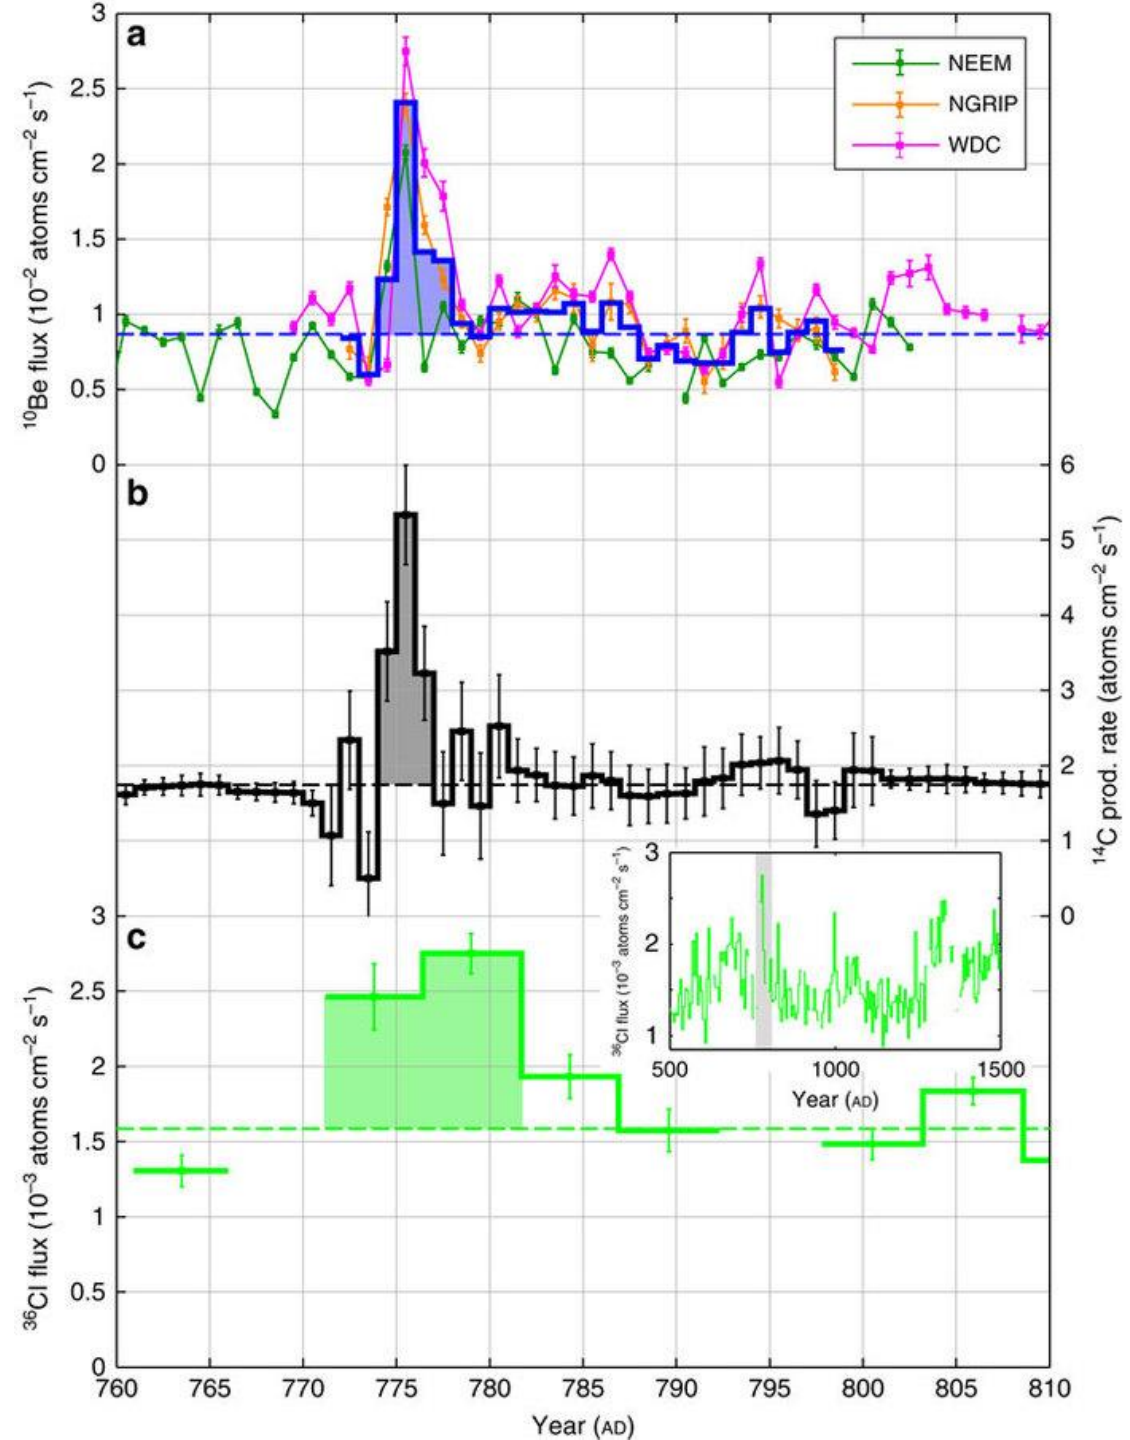 a
3
2.5
2
1.5
1
0.5
0
¹⁰Be flux (10⁻² atoms cm⁻² s⁻¹)
NEEM
NGRIP
WDC
b
6
5
4
3
2
1
0
¹⁴C prod. rate (atoms cm⁻² s⁻¹)
c
3
2.5
2
1.5
1
0.5
0
³⁶Cl flux (10⁻³ atoms cm⁻² s⁻¹)
3
2
1
³⁶Cl flux (10⁻³ atoms cm⁻² s⁻¹)
500 1000 1500
Year (AD)
760 765 770 775 780 785 790 795 800 805 810
Year (AD)